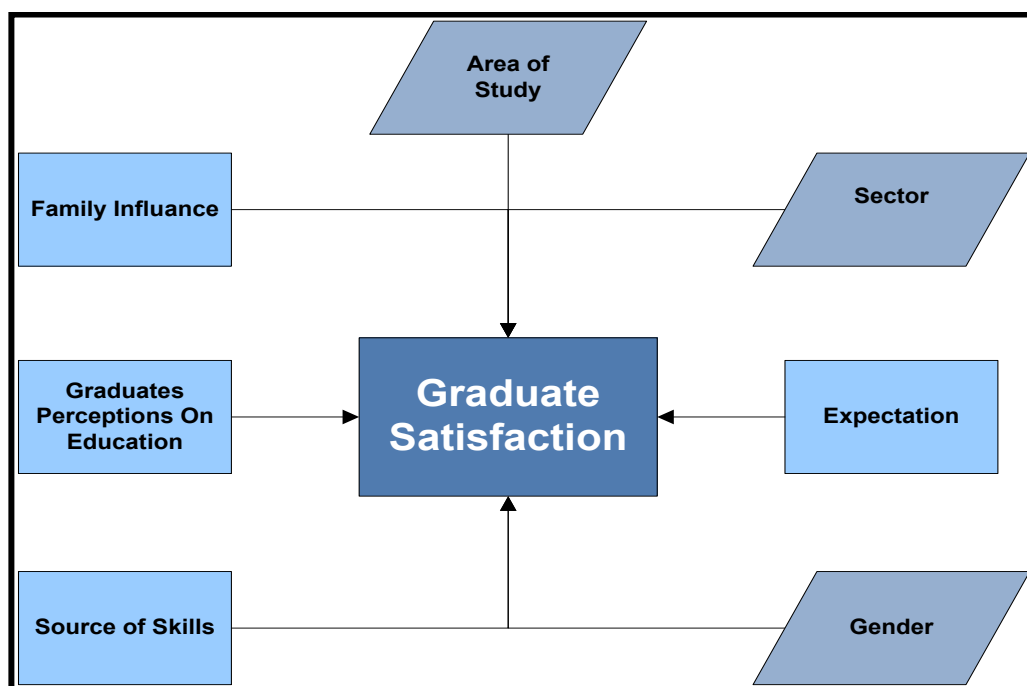 Area of
Study
Family Influance
Sector
Graduates
Perceptions On
Education
Graduate
Satisfaction
Expectation
Source of Skills
Gender